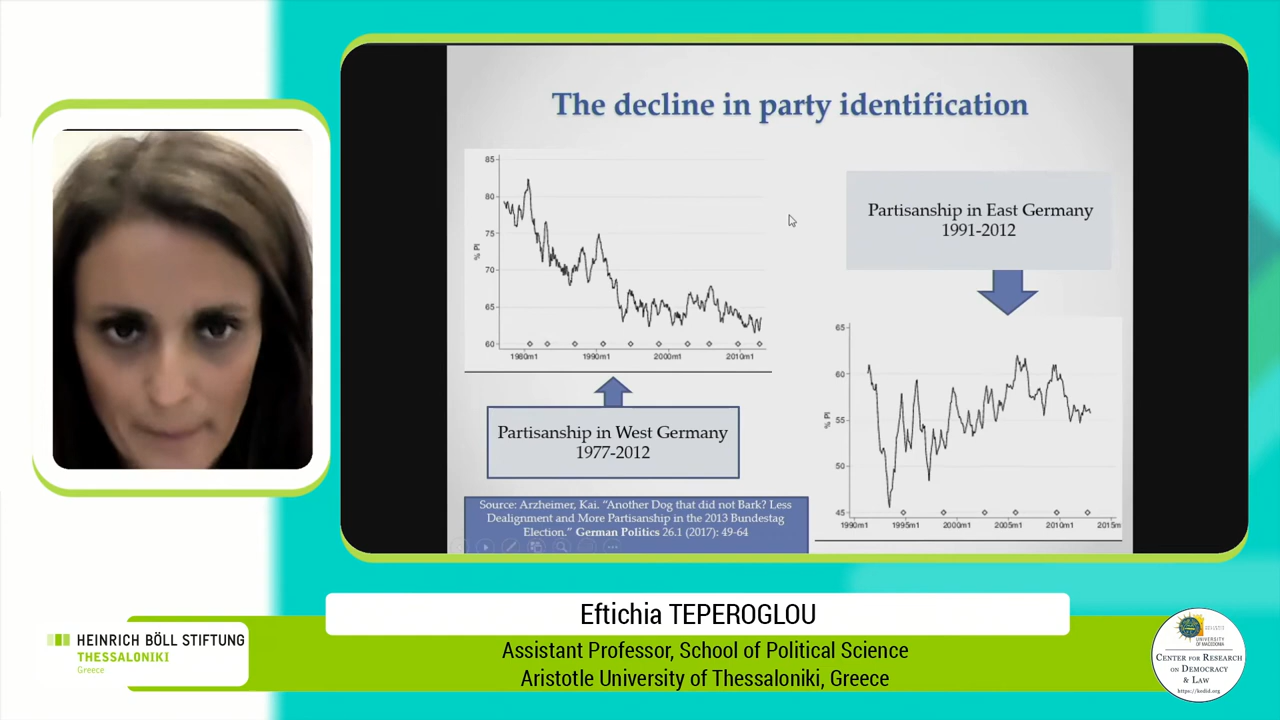 The decline in party identification
85
80
75
70
65
60
% PI
1980m1 1990m1 2000m1 2010m1
Partisanship in West Germany
1977-2012
Source: Arzheimer, Kai. “Another Dog that did not Bark? Less
Dealignment and More Partisanship in the 2013 Bundestag
Election.” German Politics 26.1 (2017): 49-64
Partisanship in East Germany
1991-2012
65
60
55
50
45
% PI
1990m1 1995m1 2000m1 2005m1 2010m1 2015m
Eftichia TEPEROGLOU
Assistant Professor, School of Political Science
Aristotle University of Thessaloniki, Greece
HEINRICH BÖLL STIFTUNG
THESSALONIKI
Greece
UNIVERSITY
OF MACEDONIA
CENTER FOR RESEARCH
ON DEMOCRACY
& LAW
https://kedid.org